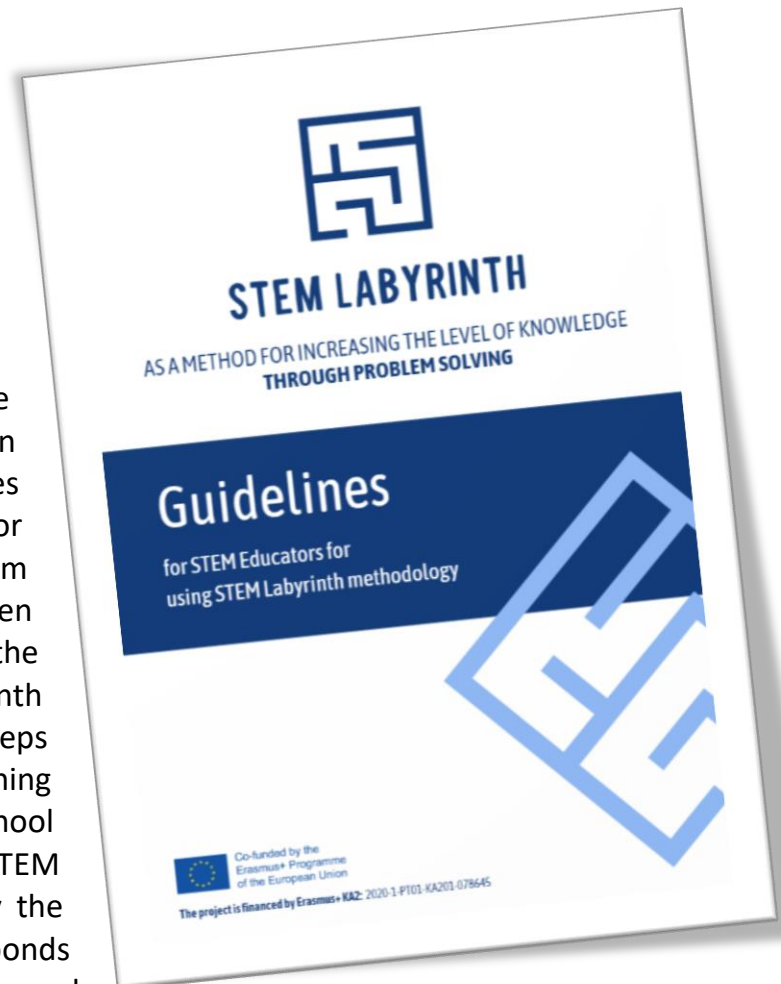 STEM LABYRINTH
AS A METHOD FOR INCREASING THE LEVEL OF KNOWLEDGE
THROUGH PROBLEM SOLVING
Guidelines
for STEM Educators for
using STEM Labyrinth methodology
Co-funded by the
Erasmus+ Programme
of the European Union
The project is financed by Erasmus+ KA2: 2020-1-PT01-KA201-078645
e
n
es
or
m
en
the
nth
eps
ning
hool
TEM
the
onds